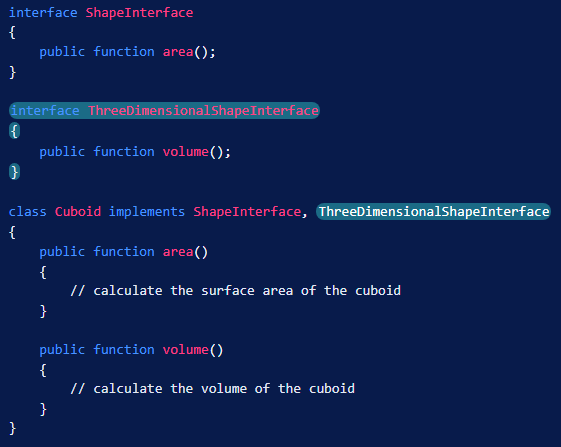 interface ShapeInterface
{
    public function area();
}
interface ThreeDimensionalShapeInterface
{
    public function volume();
}
class Cuboid implements ShapeInterface, ThreeDimensionalShapeInterface
{
    public function area()
    {
        // calculate the surface area of the cuboid
    }
    public function volume()
    {
        // calculate the volume of the cuboid
    }
}